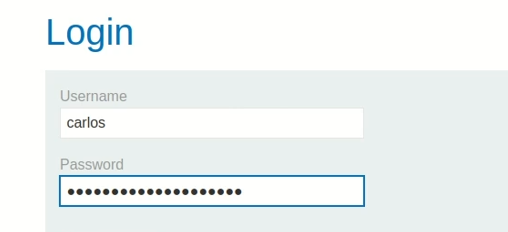 Login
Username
carlos
Password
••••••••••••••••••••